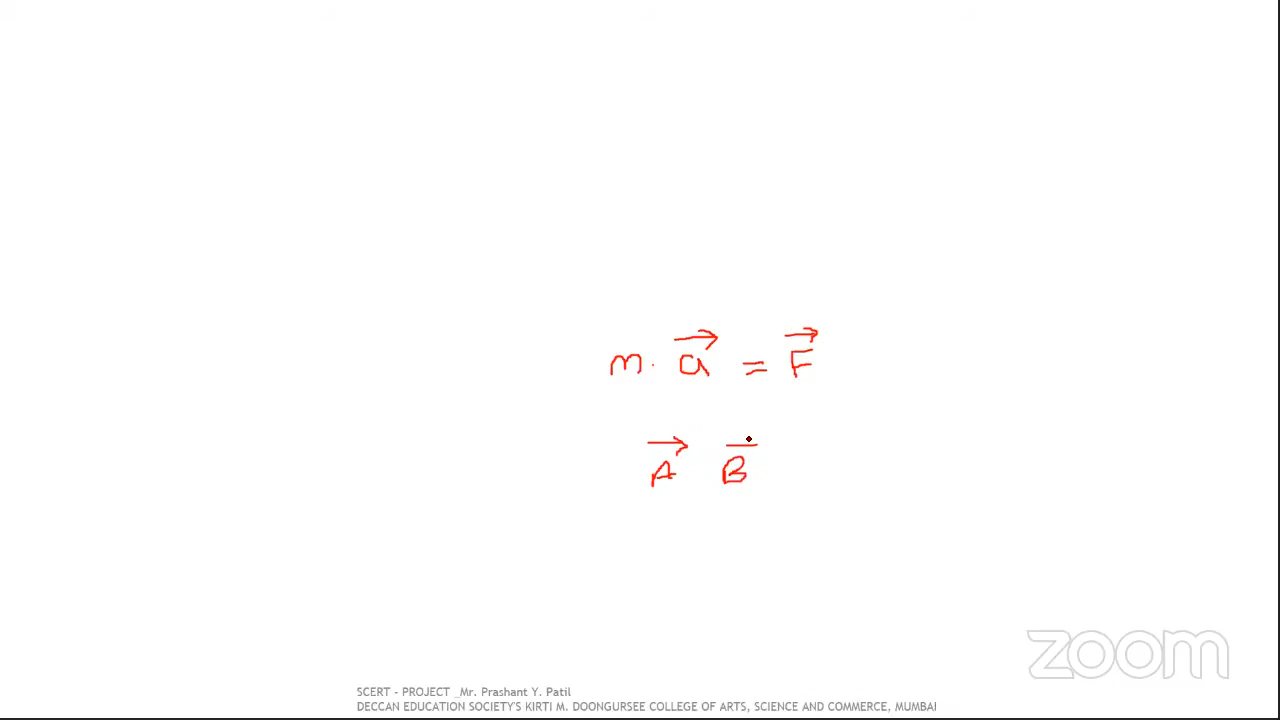 m. a⃗ = F⃗
A⃗ B̅
zoom
SCERT - PROJECT _Mr. Prashant Y. Patil
DECCAN EDUCATION SOCIETY'S KIRTI M. DOONGURSEE COLLEGE OF ARTS, SCIENCE AND COMMERCE, MUMBAI